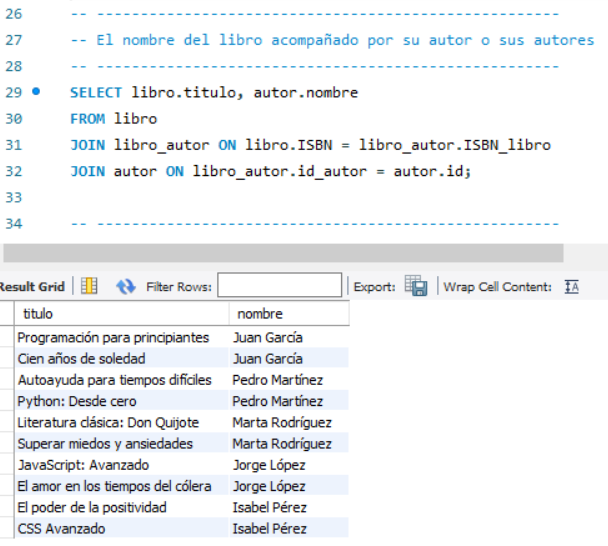 26 -- -----------------------------------------------------
27 -- El nombre del libro acompañado por su autor o sus autores
28 -- -----------------------------------------------------
29 SELECT libro.titulo, autor.nombre
30 FROM libro
31 JOIN libro_autor ON libro.ISBN = libro_autor.ISBN_libro
32 JOIN autor ON libro_autor.id_autor = autor.id;
33
34 -- -----------------------------------------------------
Result Grid Filter Rows: Export: Wrap Cell Content: IA
titulo nombre
Programación para principiantes Juan García
Cien años de soledad Juan García
Autoayuda para tiempos difíciles Pedro Martínez
Python: Desde cero Pedro Martínez
Literatura clásica: Don Quijote Marta Rodríguez
Superar miedos y ansiedades Marta Rodríguez
JavaScript: Avanzado Jorge López
El amor en los tiempos del cólera Jorge López
El poder de la positividad Isabel Pérez
CSS Avanzado Isabel Pérez